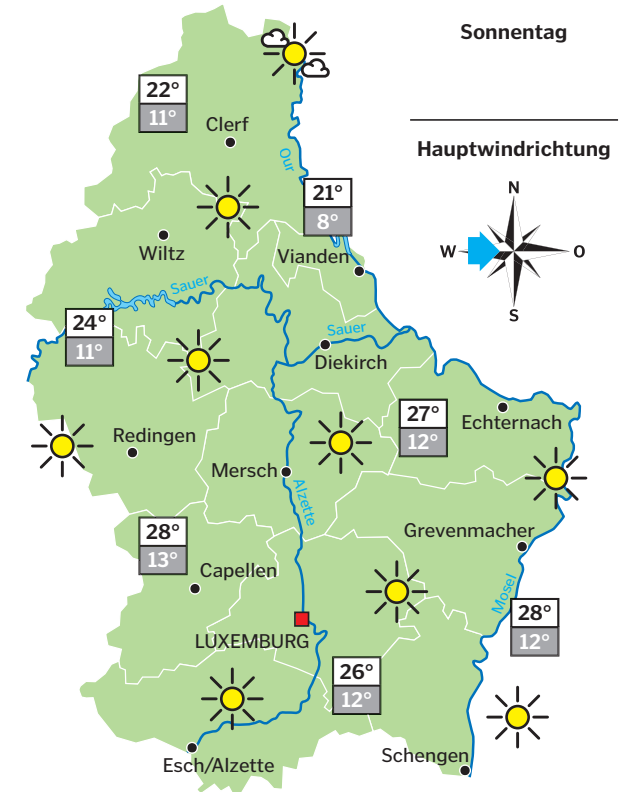 Sonnentag
22°
11°
Clerf
Hauptwindrichtung
Our
N
21°
8°
W
O
Wiltz
Vianden
Sauer
S
24°
11°
Sauer
Diekirch
27°
12°
Echternach
Redingen
Mersch
Alzette
28°
13°
Grevenmacher
Capellen
Mosel
28°
12°
LUXEMBURG
26°
12°
Schengen
Esch/Alzette